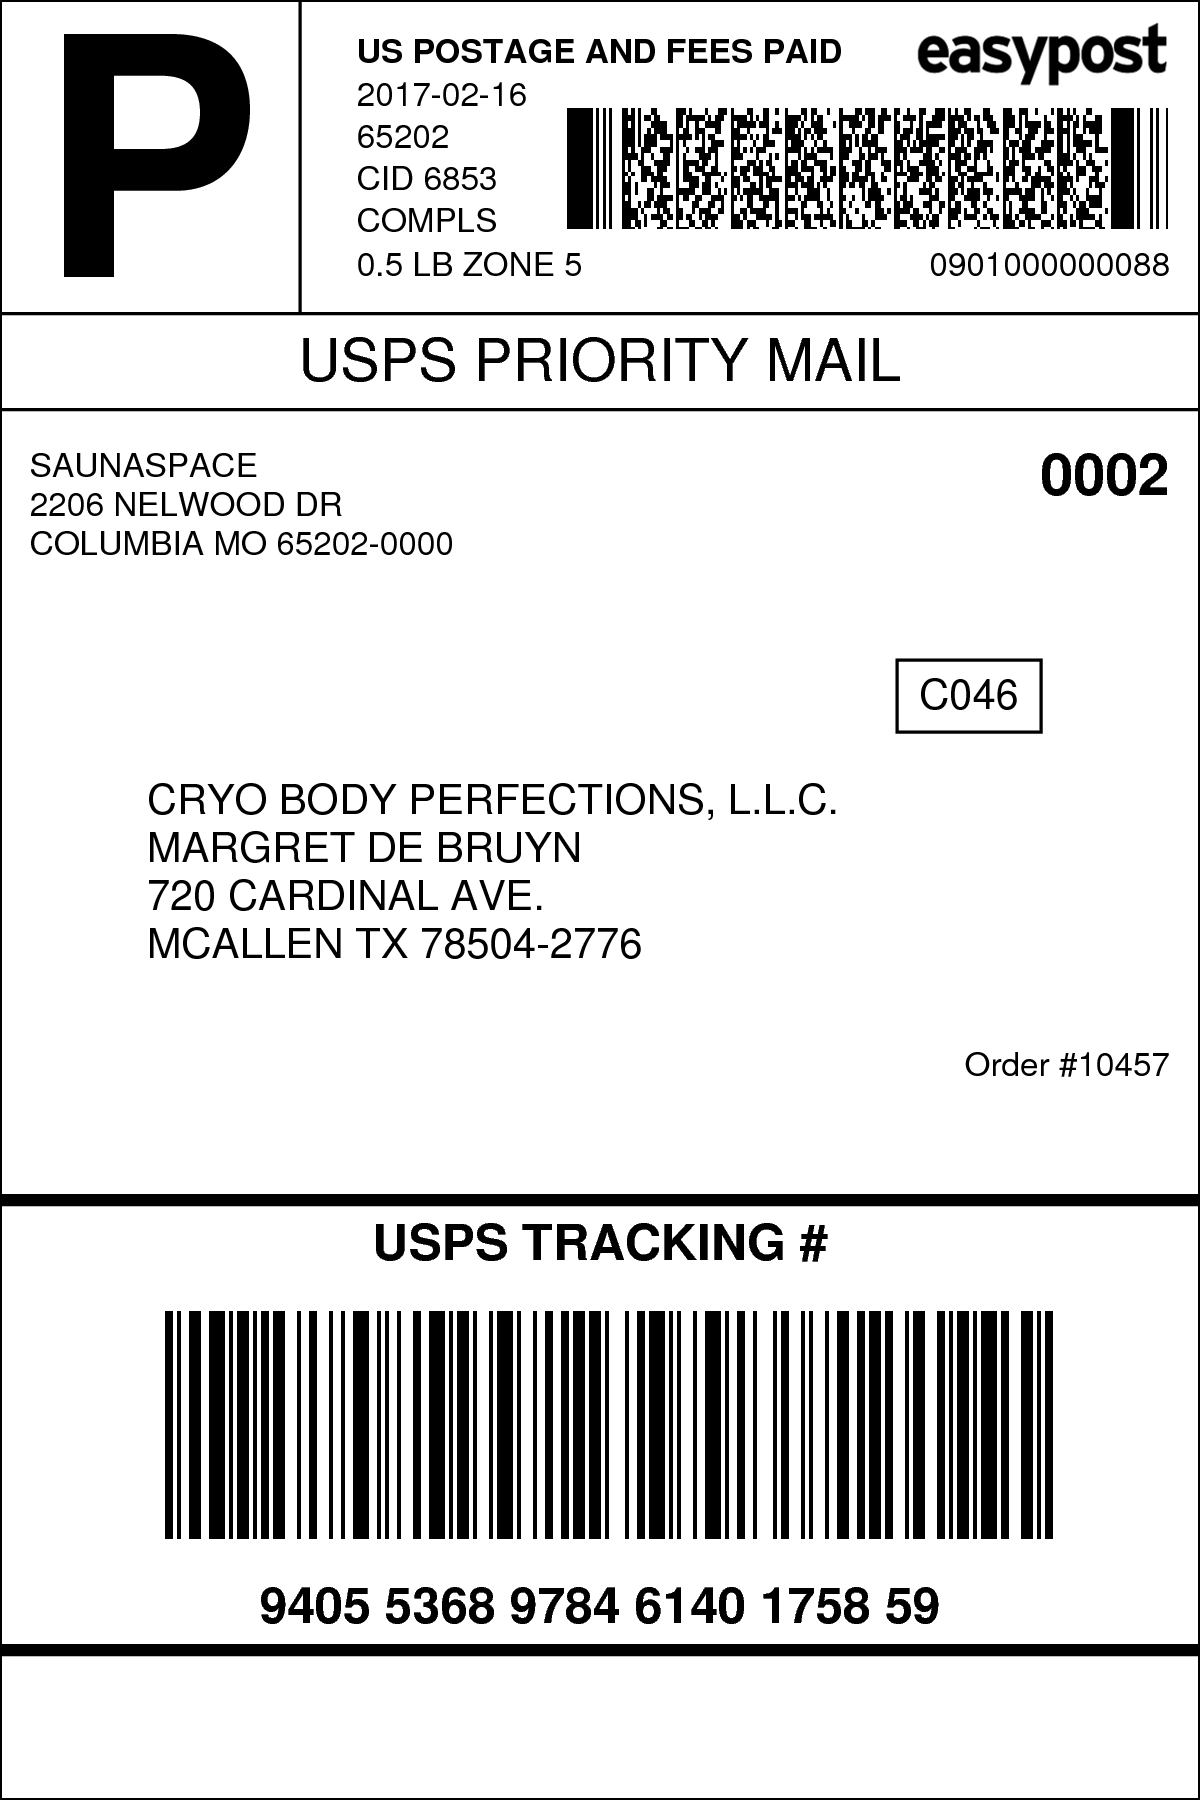 P
US POSTAGE AND FEES PAID
easypost
2017-02-16
65202
CID 6853
COMPLS
0.5 LB ZONE 5
0901000000088
USPS PRIORITY MAIL
SAUNASPACE
2206 NELWOOD DR
COLUMBIA MO 65202-0000
0002
C046
CRYO BODY PERFECTIONS, L.L.C.
MARGRET DE BRUYN
720 CARDINAL AVE.
MCALLEN TX 78504-2776
Order #10457
USPS TRACKING #
9405 5368 9784 6140 1758 59